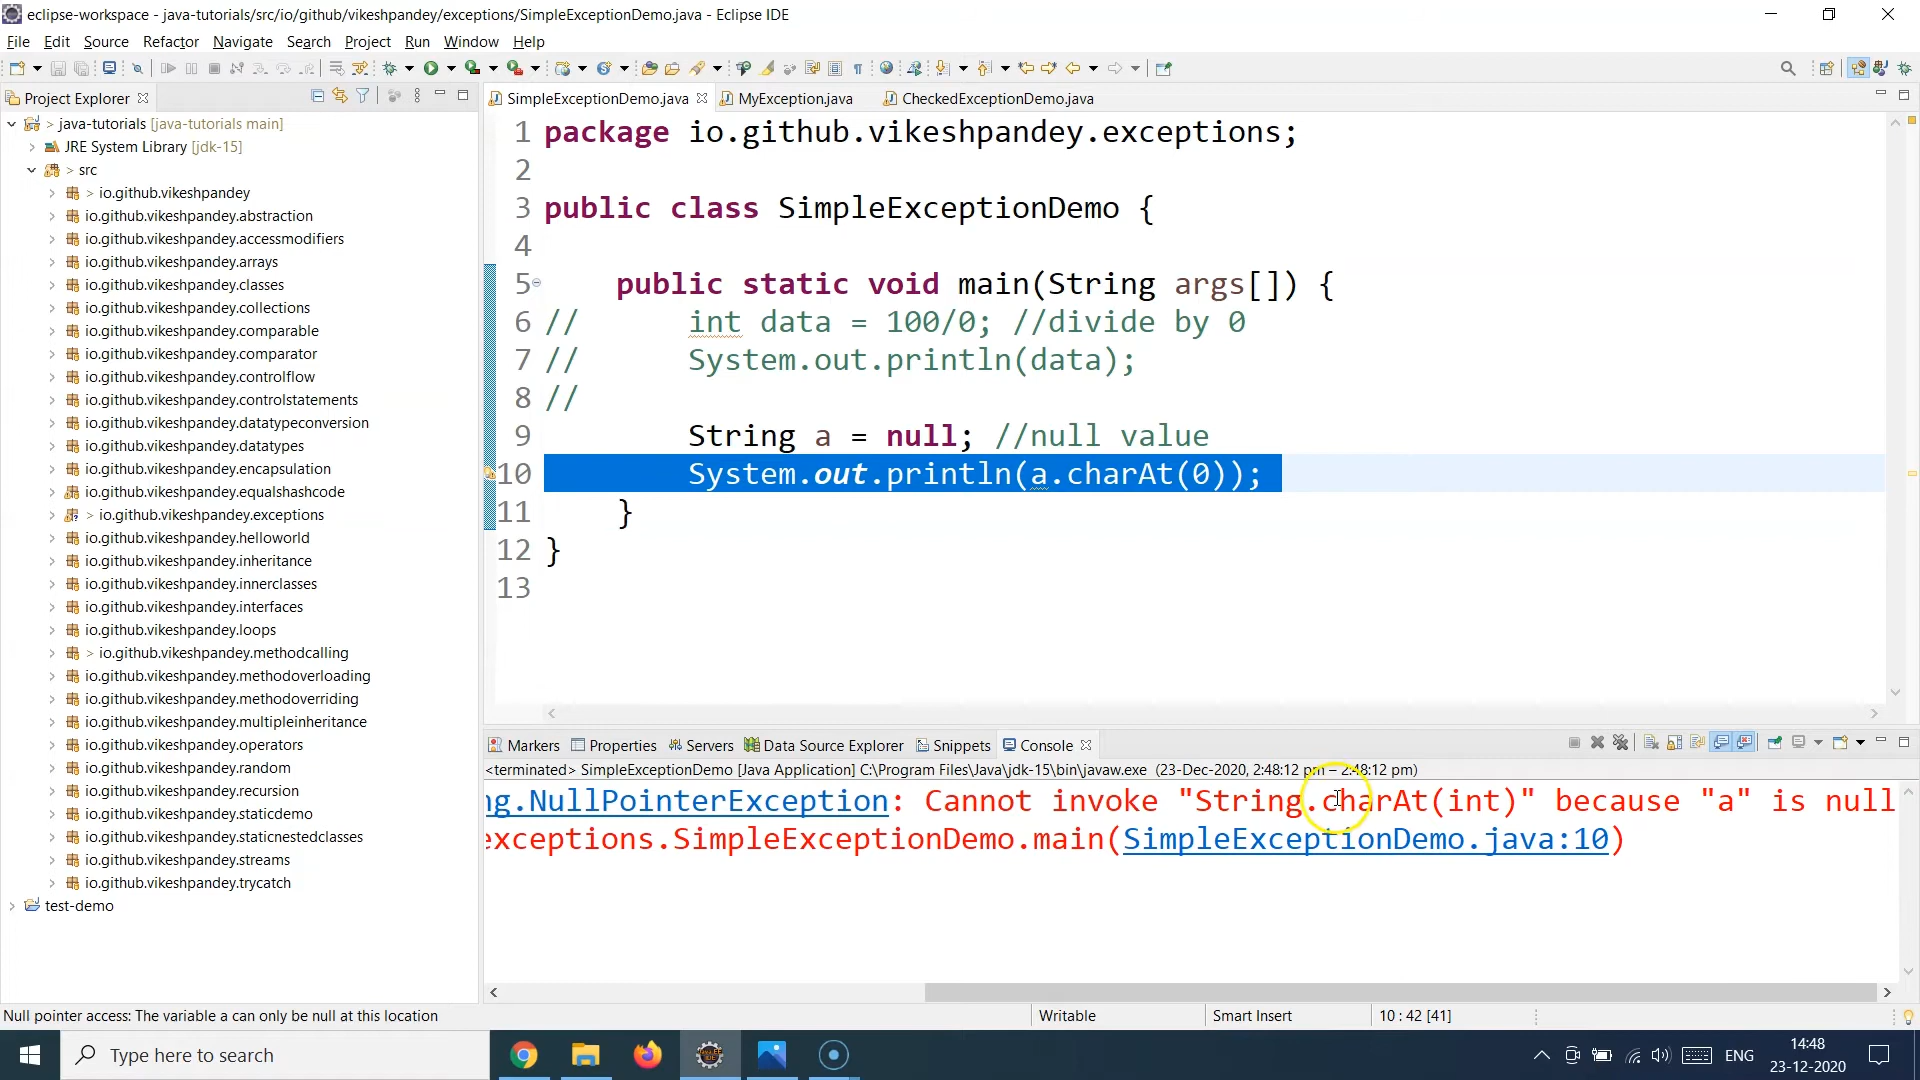 eclipse-workspace - java-tutorials/src/io/github/vikeshpandey/exceptions/SimpleExceptionDemo.java - Eclipse IDE
File Edit Source Refactor Navigate Search Project Run Window Help
Project Explorer
> java-tutorials [java-tutorials main]
JRE System Library [jdk-15]
> src
> io.github.vikeshpandey
io.github.vikeshpandey.abstraction
io.github.vikeshpandey.accessmodifiers
io.github.vikeshpandey.arrays
io.github.vikeshpandey.classes
io.github.vikeshpandey.collections
io.github.vikeshpandey.comparable
io.github.vikeshpandey.comparator
io.github.vikeshpandey.controlflow
io.github.vikeshpandey.controlstatements
io.github.vikeshpandey.datatypeconversion
io.github.vikeshpandey.datatypes
io.github.vikeshpandey.encapsulation
io.github.vikeshpandey.equalshashcode
> io.github.vikeshpandey.exceptions
io.github.vikeshpandey.helloworld
io.github.vikeshpandey.inheritance
io.github.vikeshpandey.innerclasses
io.github.vikeshpandey.interfaces
io.github.vikeshpandey.loops
> io.github.vikeshpandey.methodcalling
io.github.vikeshpandey.methodoverloading
io.github.vikeshpandey.methodoverriding
io.github.vikeshpandey.multipleinheritance
io.github.vikeshpandey.operators
io.github.vikeshpandey.random
io.github.vikeshpandey.recursion
io.github.vikeshpandey.staticdemo
io.github.vikeshpandey.staticnestedclasses
io.github.vikeshpandey.streams
io.github.vikeshpandey.trycatch
test-demo
SimpleExceptionDemo.java MyException.java CheckedExceptionDemo.java
1 package io.github.vikeshpandey.exceptions;
2
3 public class SimpleExceptionDemo {
4
5 public static void main(String args[]) {
6 // int data = 100/0; //divide by 0
7 // System.out.println(data);
8 //
9 String a = null; //null value
10 System.out.println(a.charAt(0));
11 }
12 }
13
Markers Properties Servers Data Source Explorer Snippets Console
<terminated> SimpleExceptionDemo [Java Application] C:\Program Files\Java\jdk-15\bin\javaw.exe (23-Dec-2020, 2:48:12 pm – 2:48:12 pm)
ng.NullPointerException: Cannot invoke "String.charAt(int)" because "a" is null
exceptions.SimpleExceptionDemo.main(SimpleExceptionDemo.java:10)
Null pointer access: The variable a can only be null at this location
Writable
Smart Insert
10 : 42 [41]
Type here to search
ENG
14:48
23-12-2020